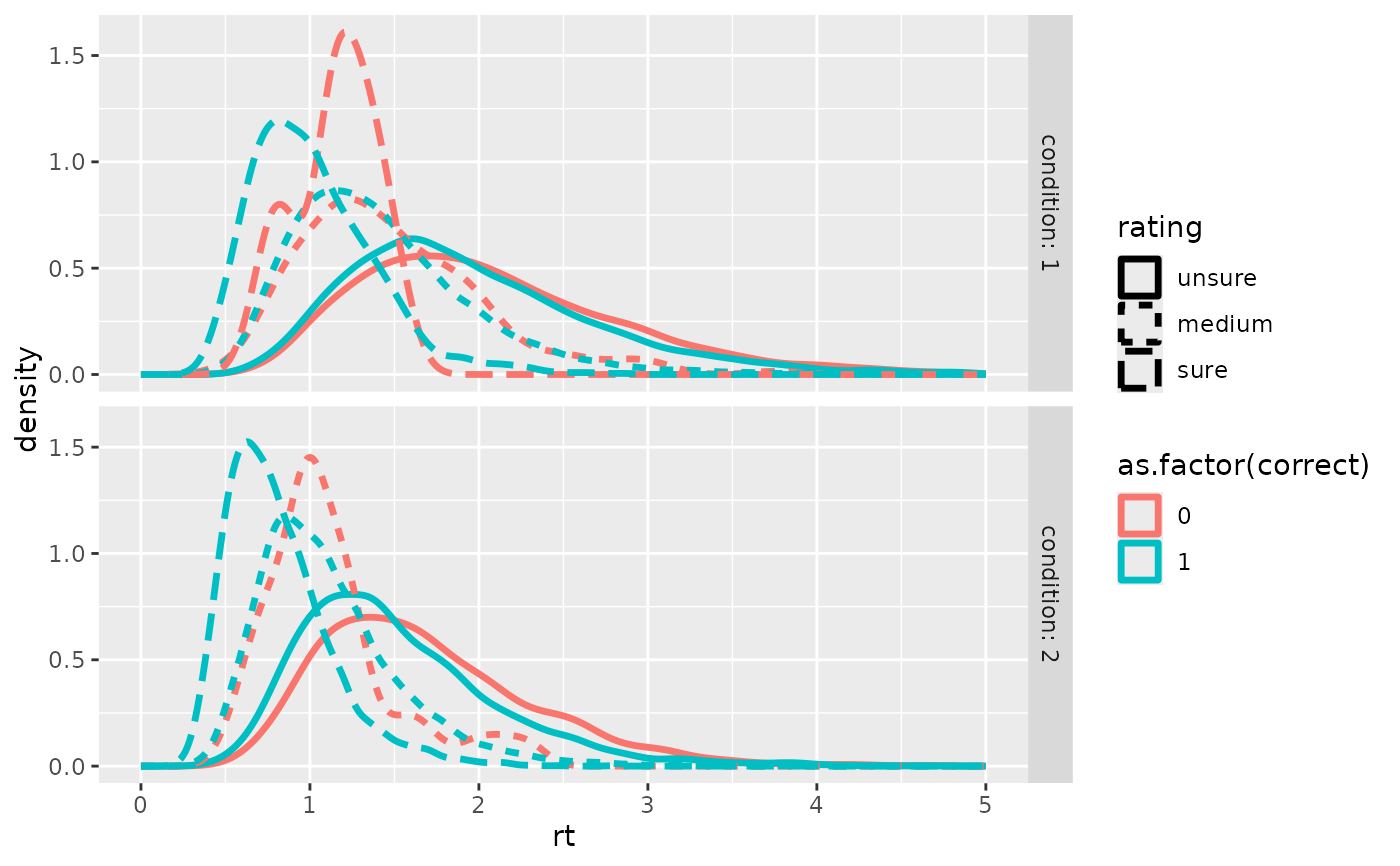 density
1.5
1.0
0.5
0.0
condition: 1
1.5
1.0
0.5
0.0
condition: 2
0 1 2 3 4 5
rt
rating
unsure
medium
sure
as.factor(correct)
0
1